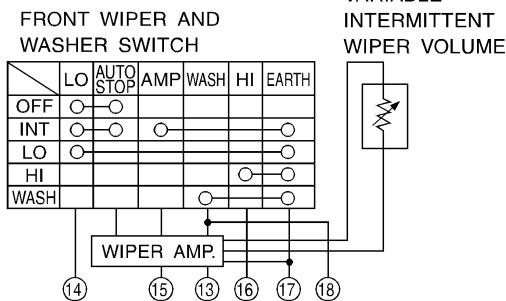 VARIABLE
FRONT WIPER AND INTERMITTENT
WASHER SWITCH WIPER VOLUME
LO AUTO STOP AMP WASH HI EARTH
OFF
INT
LO
HI
WASH
WIPER AMP.
14 15 13 16 17 18